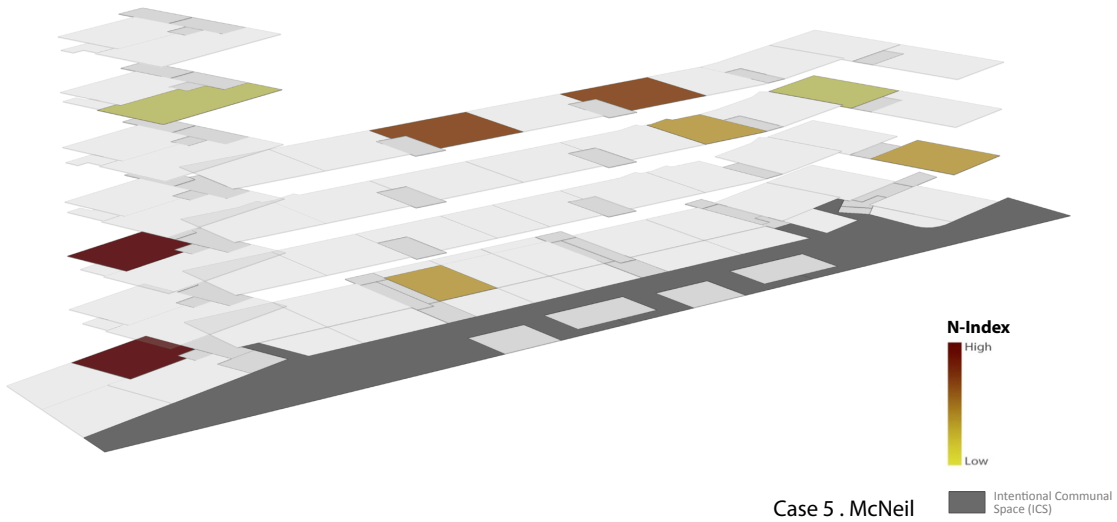 N-Index
High
Low
Case 5 . McNeil
Intentional Communal
Space (ICS)